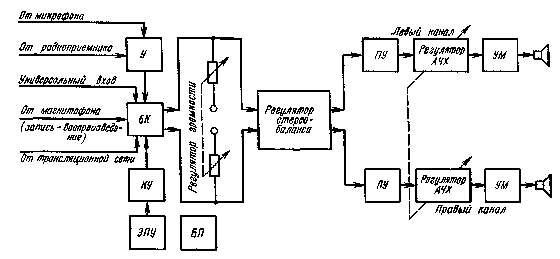 От микрофона
От радиоприемника
Универсальный вход
От магнитофона
(запись-воспроизведе-
ние)
От трансляционной сети
У
БК
КУ
ЭПУ
БП
Регулятор громкости
Регулятор
стерео-
баланса
Левый канал
ПУ
Регулятор
АЧХ
УМ
ПУ
Регулятор
АЧХ
УМ
Правый канал